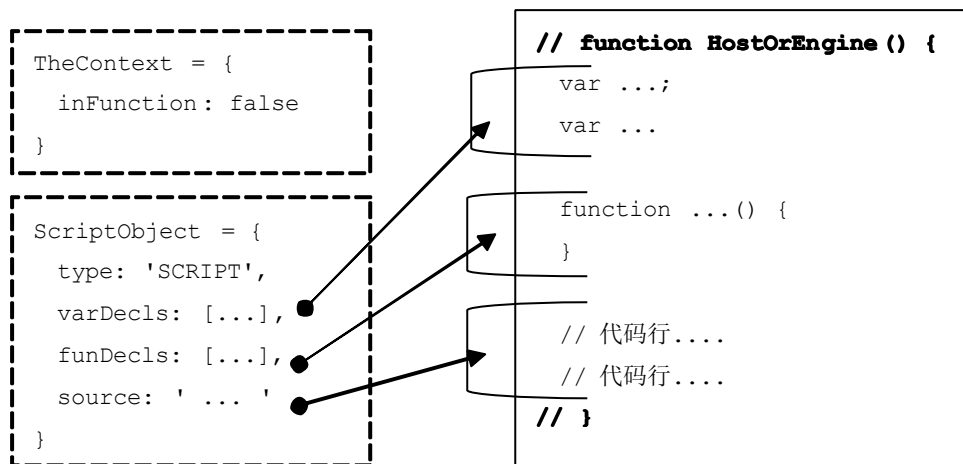 TheContext = {
inFunction: false
}
ScriptObject = {
type: 'SCRIPT',
varDecls: [...],
funDecls: [...],
source: ' ... '
}
// function HostOrEngine() {
var ...;
var ...
function ...() {
}
// 代码行....
// 代码行....
// }